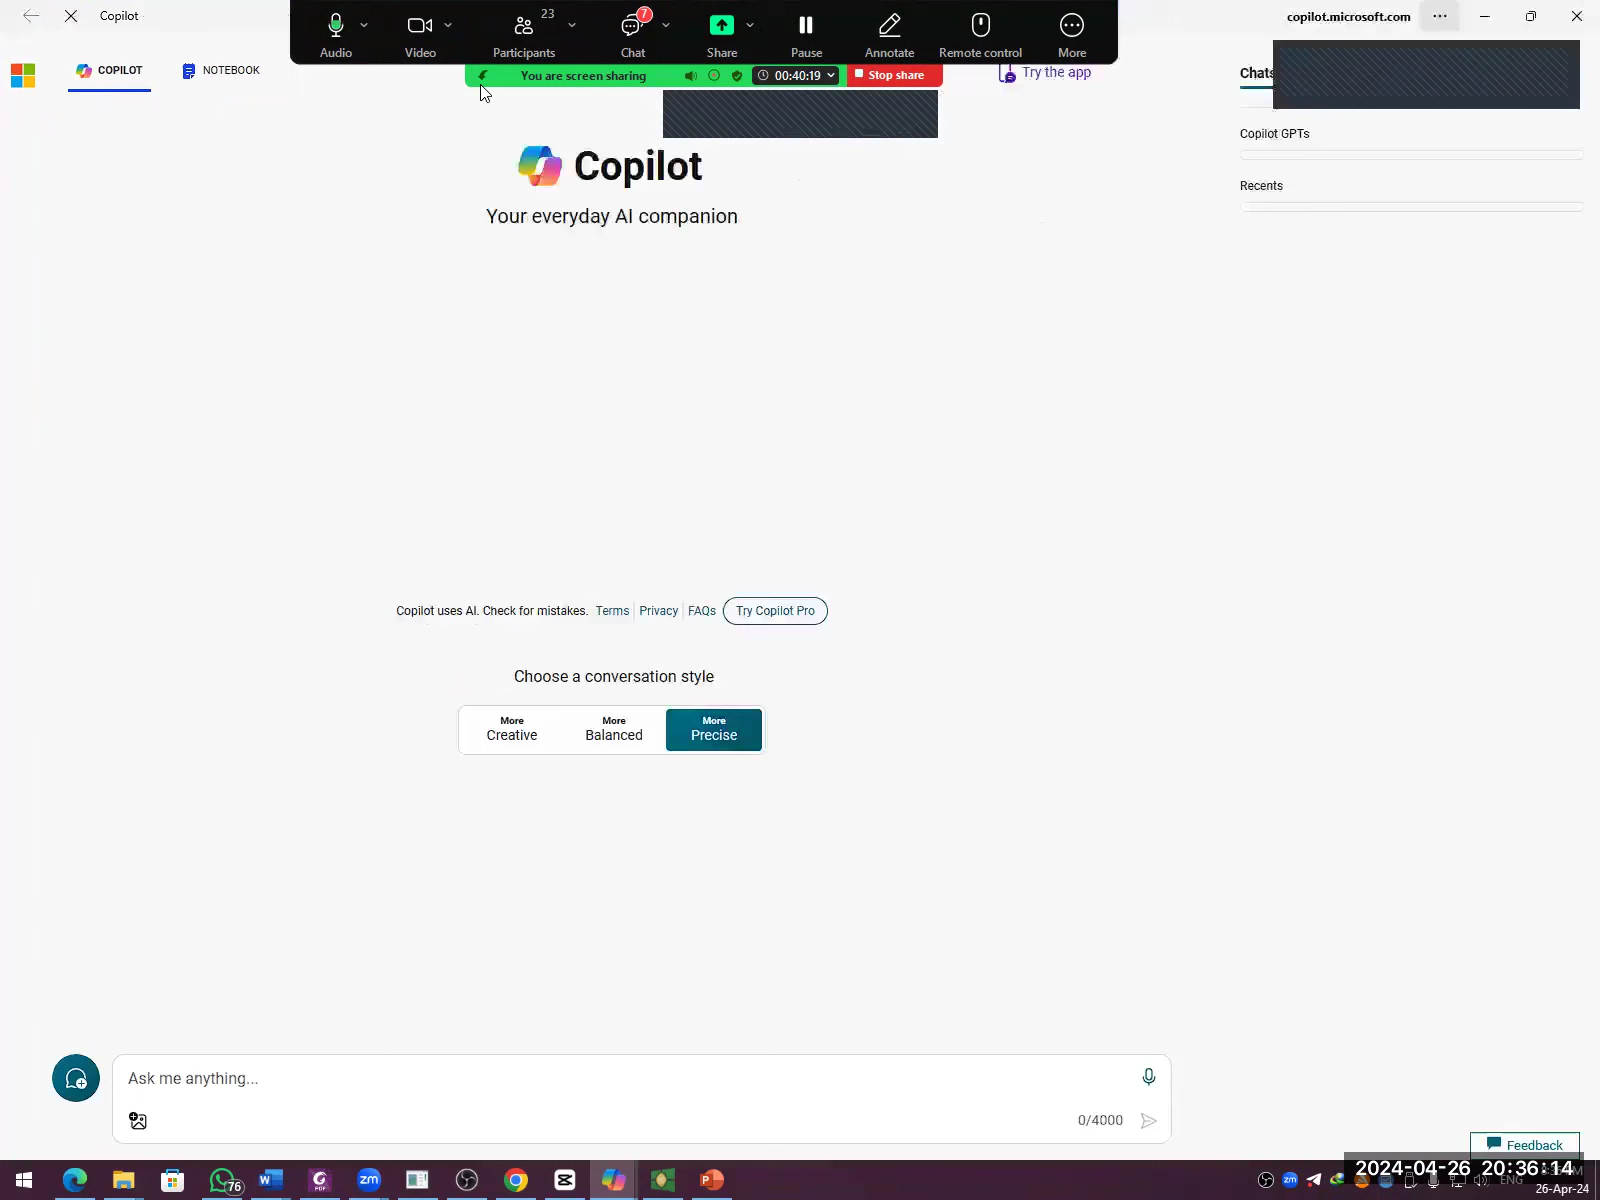 Copilot
Audio
Video
23
Participants
7
Chat
Share
Pause
Annotate
Remote control
More
copilot.microsoft.com
COPILOT
NOTEBOOK
You are screen sharing
00:40:19
Stop share
Try the app
Chats
Copilot GPTs
Recents
Copilot
Your everyday AI companion
Copilot uses AI. Check for mistakes. Terms Privacy FAQs Try Copilot Pro
Choose a conversation style
More Creative
More Balanced
More Precise
Ask me anything...
0/4000
Feedback
76
zm
zm
2024-04-26 20:36:14
ENG
26-Apr-24